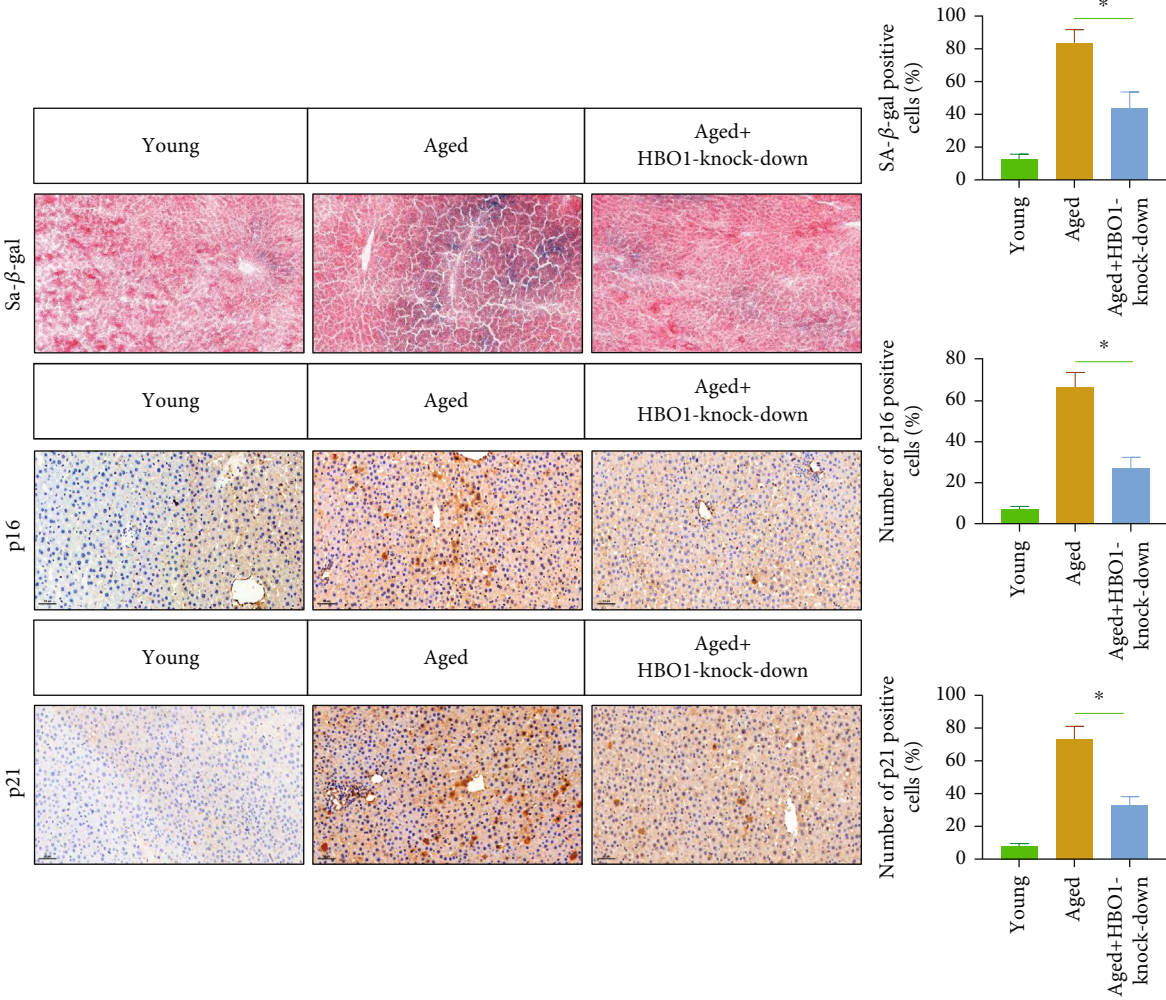 Young
Aged
Aged+
HBO1-knock-down
Sa-β-gal
Young
Aged
Aged+
HBO1-knock-down
p16
Young
Aged
Aged+
HBO1-knock-down
p21
SA-β-gal positive
cells (%)
100
80
60
40
20
0
*
Young
Aged
Aged+HBO1-
knock-down
Number of p16 positive
cells (%)
80
60
40
20
0
*
Young
Aged
Aged+HBO1-
knock-down
Number of p21 positive
cells (%)
100
80
60
40
20
0
*
Young
Aged
Aged+HBO1-
knock-down